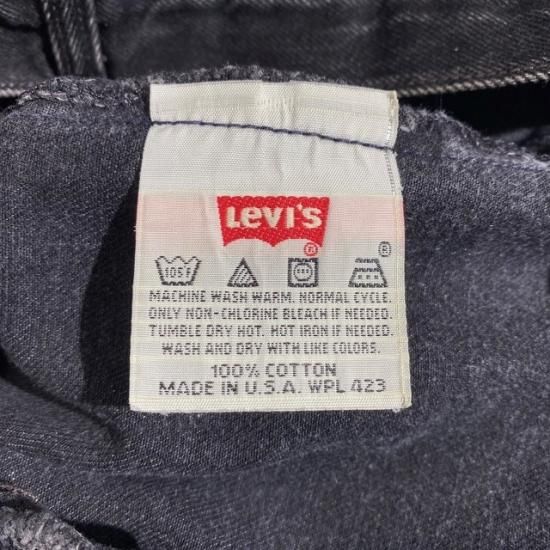 LEVI'S
®
®
105F
MACHINE WASH WARM. NORMAL CYCLE.
ONLY NON-CHLORINE BLEACH IF NEEDED.
TUMBLE DRY HOT. HOT IRON IF NEEDED.
WASH AND DRY WITH LIKE COLORS.
100% COTTON
MADE IN U.S.A. WPL 423